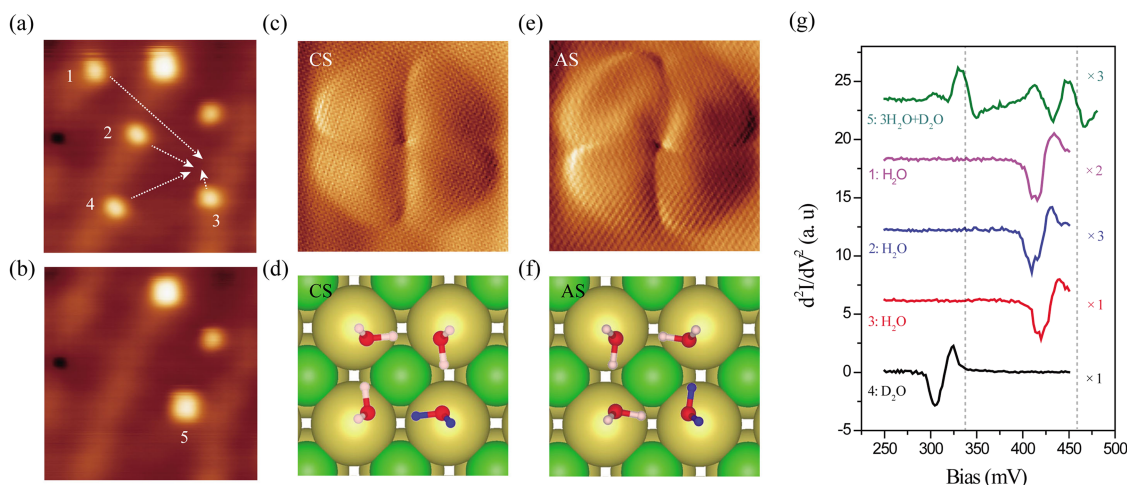 (a)
1
2
4
3
(b)
5
(c)
CS
(d)
CS
(e)
AS
(f)
AS
(g)
d²I/dV² (a. u)
25
20
15
10
5
0
-5
×3
5: 3H₂O+D₂O
1: H₂O
×2
2: H₂O
×3
3: H₂O
×1
4: D₂O
×1
250 300 350 400 450 500
Bias (mV)